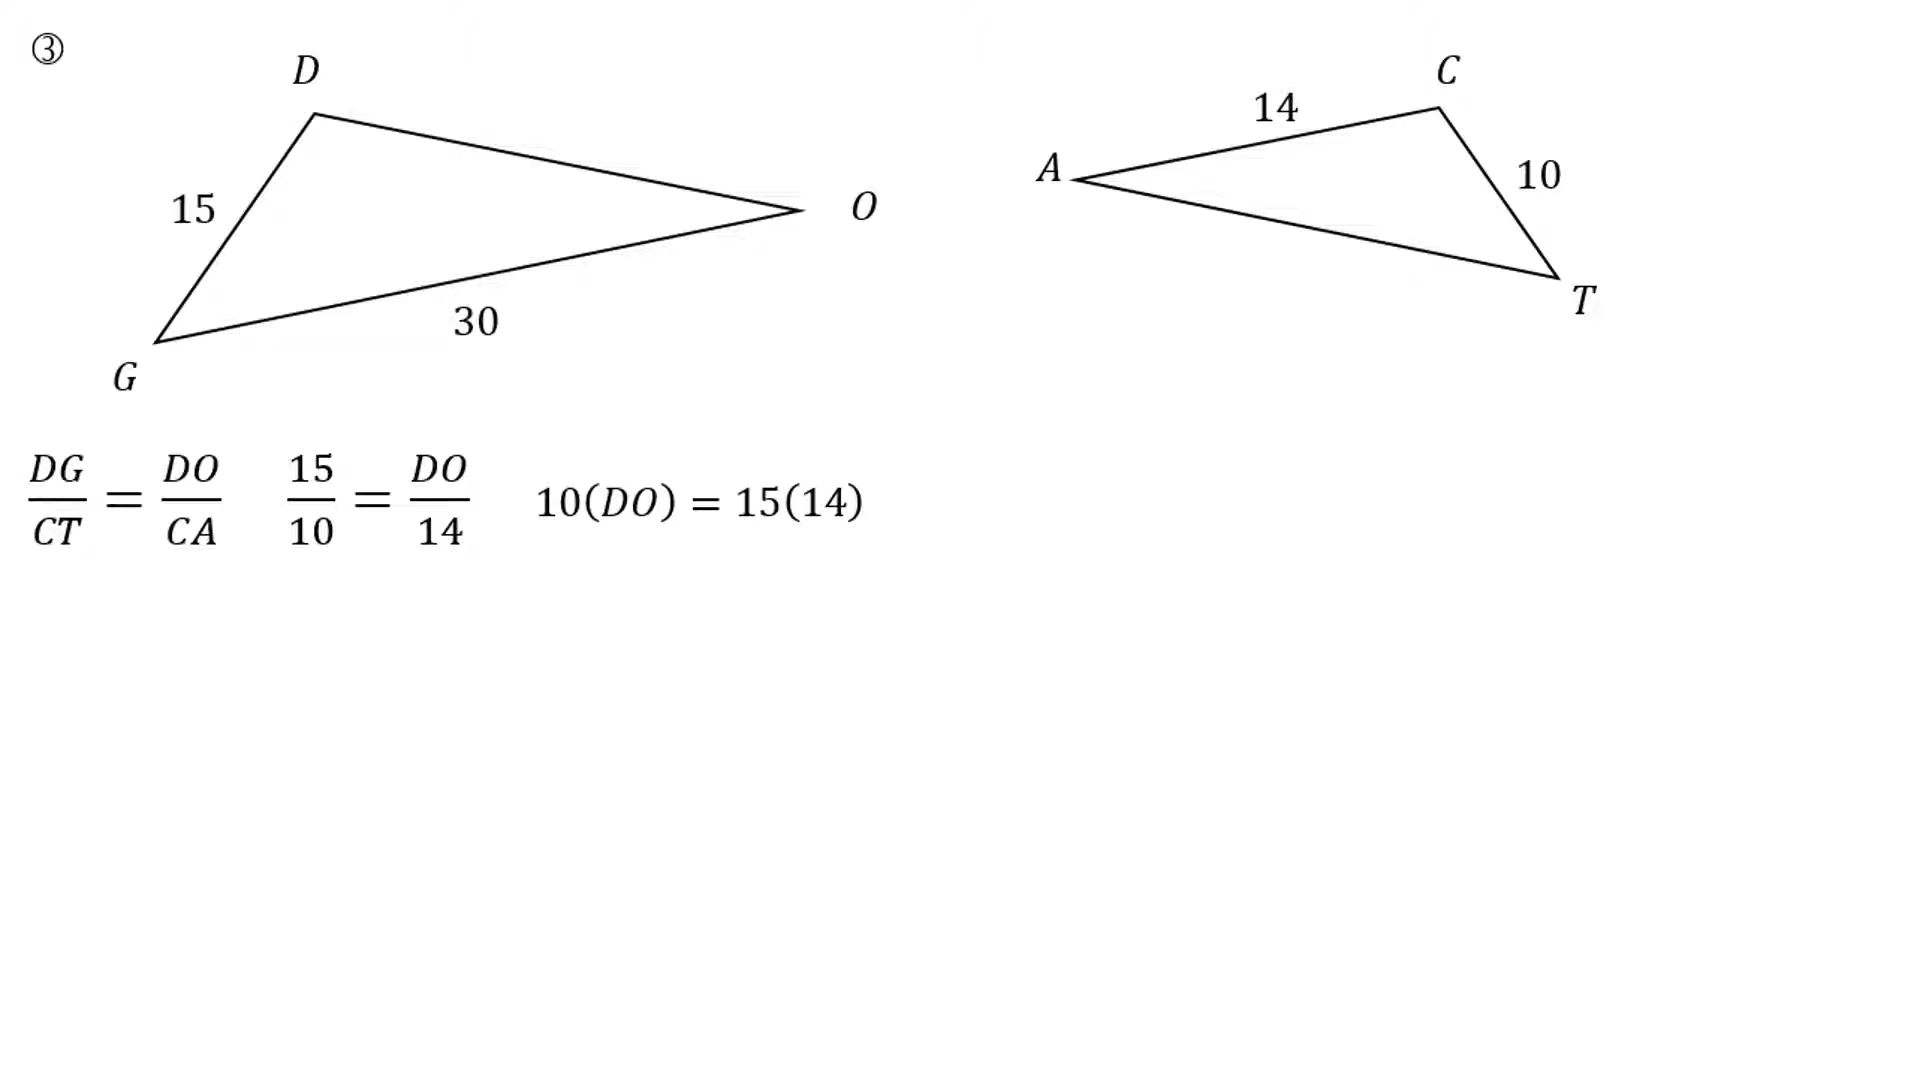 ③
D
C
14
A
10
15
O
T
30
G
DG/CT = DO/CA 15/10 = DO/14 10(DO) = 15(14)